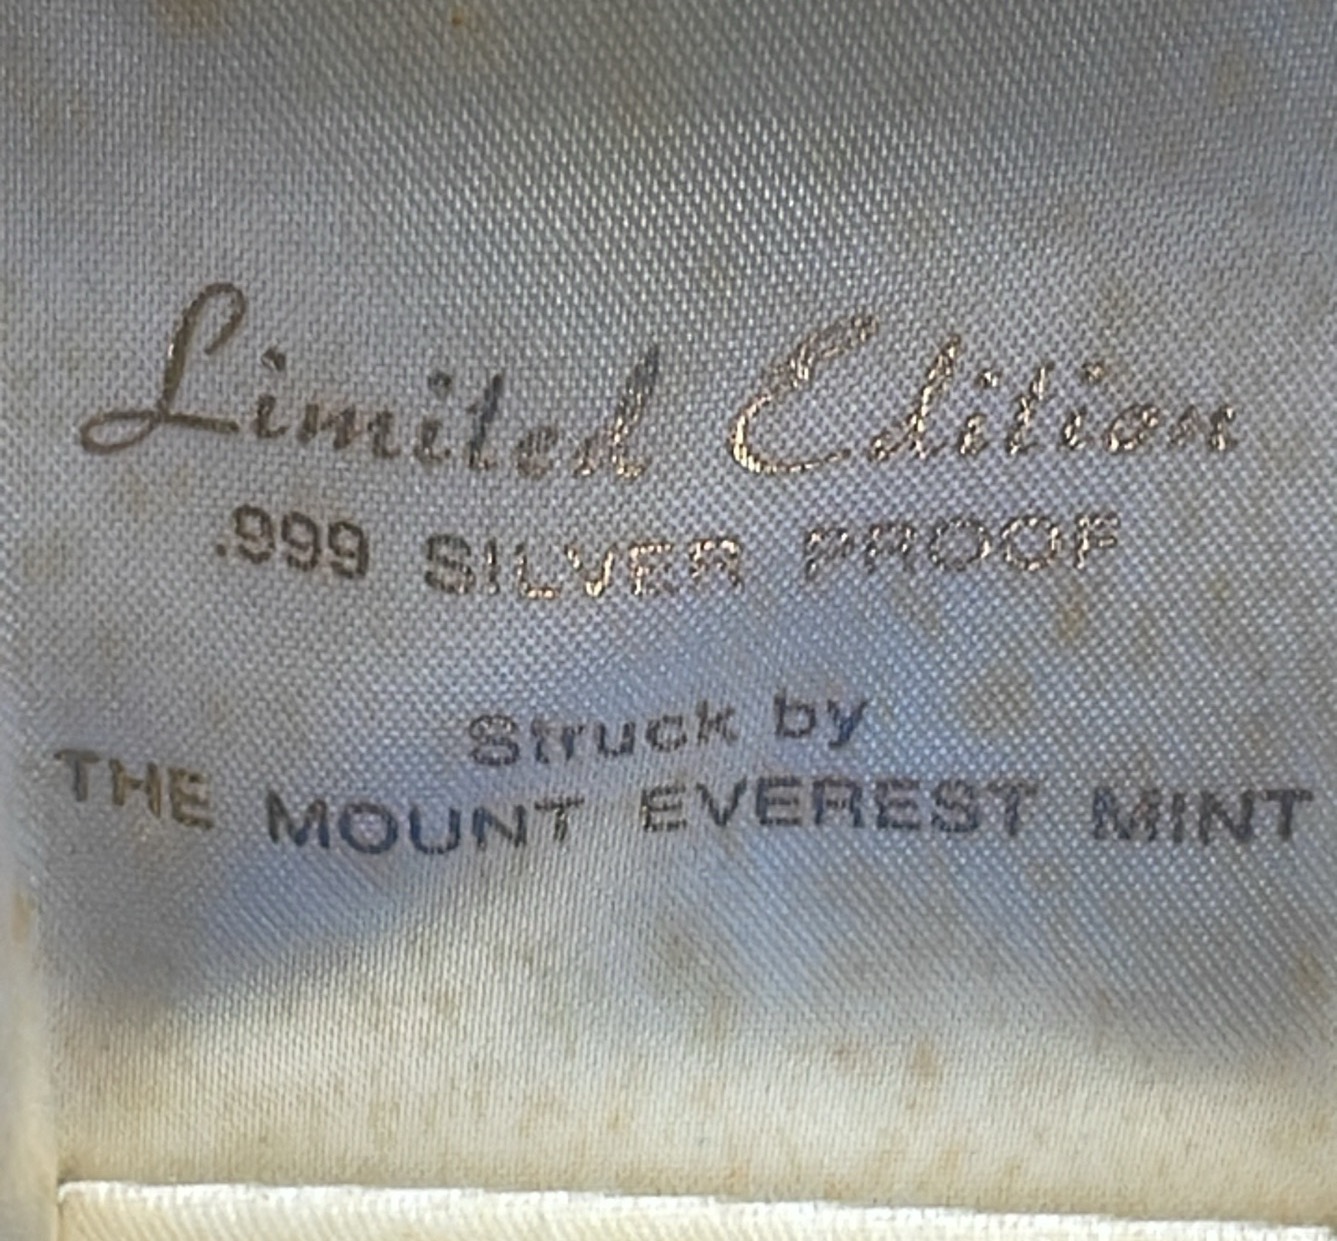 Limited Edition
.999 SILVER PROOF
Struck by
THE MOUNT EVEREST MINT